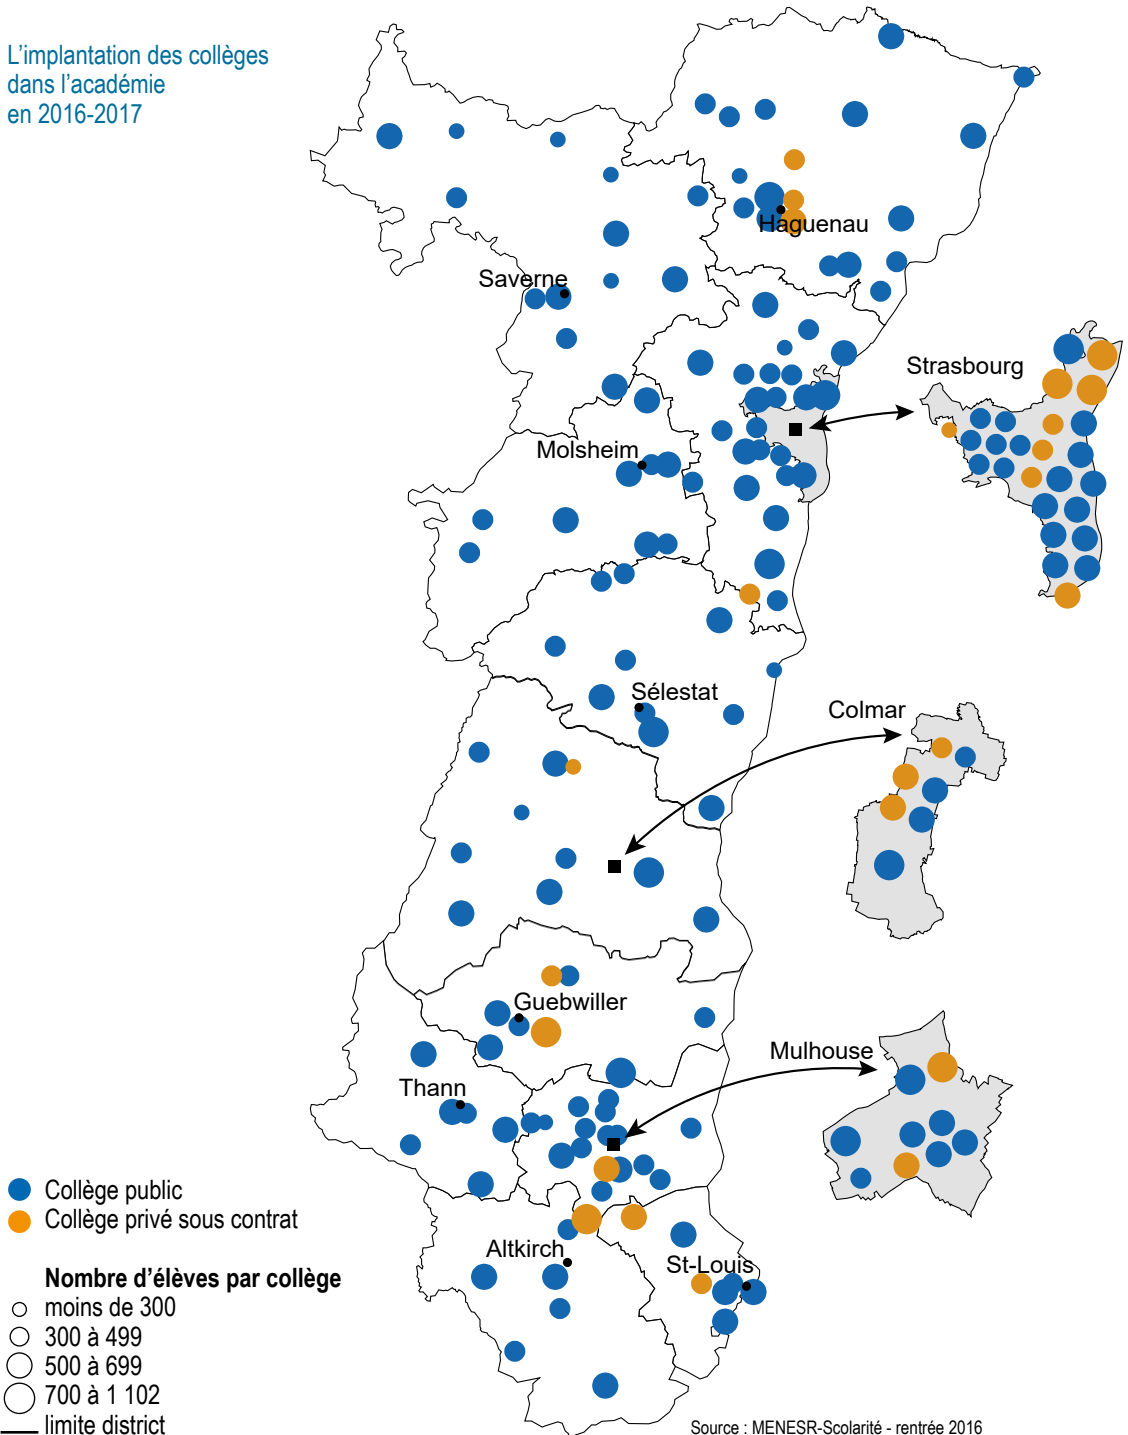 L'implantation des collèges
dans l'académie
en 2016-2017
Haguenau
Saverne
Strasbourg
Molsheim
Sélestat
Colmar
Guebwiller
Mulhouse
Thann
Collège public
Collège privé sous contrat
Altkirch
St-Louis
Nombre d'élèves par collège
moins de 300
300 à 499
500 à 699
700 à 1 102
limite district
Source : MENESR-Scolarité - rentrée 2016